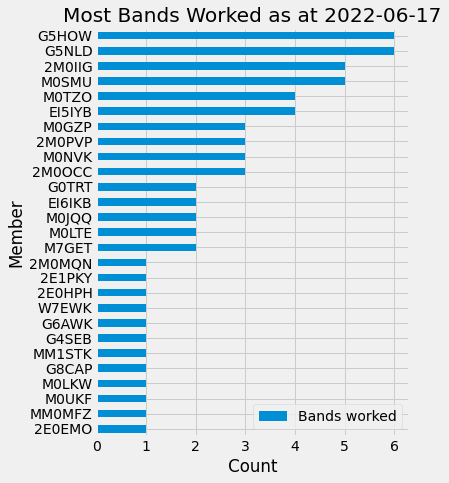 Most Bands Worked as at 2022-06-17
Member
G5HOW
G5NLD
2M0IIG
M0SMU
M0TZO
EI5IYB
M0GZP
2M0PVP
M0NVK
2M0OCC
G0TRT
EI6IKB
M0JQQ
M0LTE
M7GET
2M0MQN
2E1PKY
2E0HPH
W7EWK
G6AWK
G4SEB
MM1STK
G8CAP
M0LKW
M0UKF
MM0MFZ
2E0EMO
Bands worked
0 1 2 3 4 5 6
Count